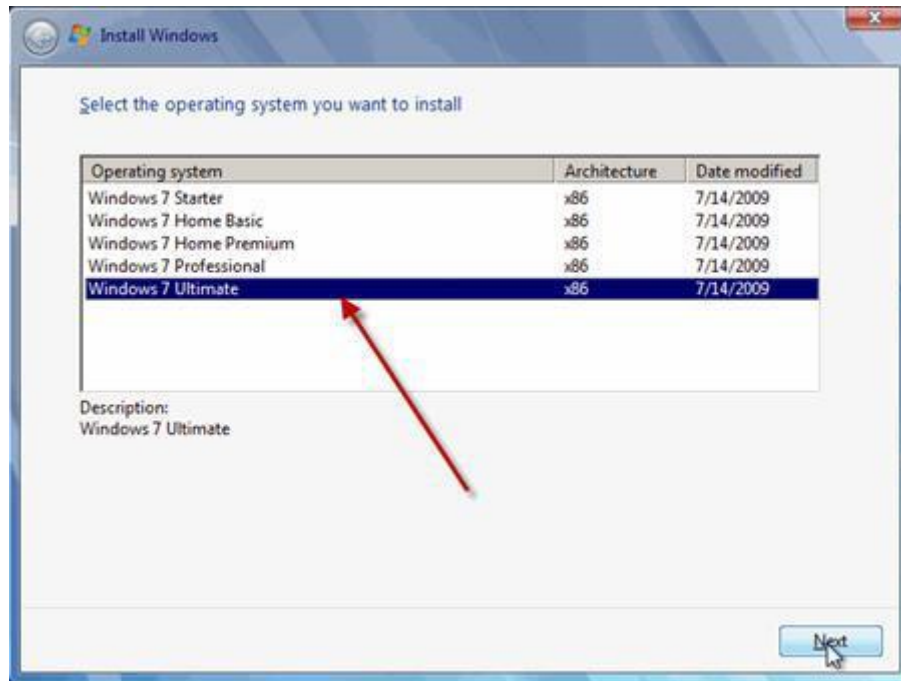 Install Windows
Select the operating system you want to install
Operating system Architecture Date modified
Windows 7 Starter x86 7/14/2009
Windows 7 Home Basic x86 7/14/2009
Windows 7 Home Premium x86 7/14/2009
Windows 7 Professional x86 7/14/2009
Windows 7 Ultimate x86 7/14/2009
Description:
Windows 7 Ultimate
Next